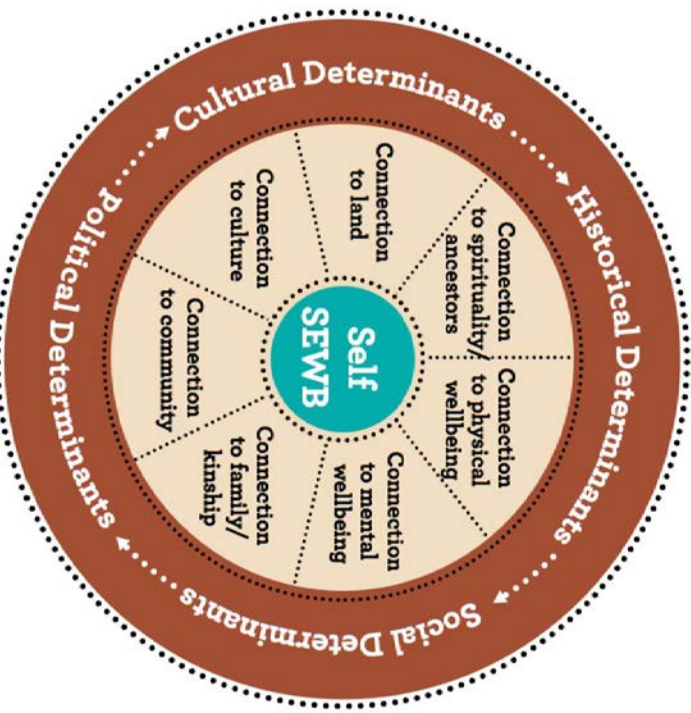 Cultural Determinants
Historical Determinants
Social Determinants
Political Determinants
Connection
to spirituality/
ancestors
Connection
to physical
wellbeing
Connection
to mental
wellbeing
Connection
to family/
kinship
Connection
to community
Connection
to culture
Connection
to land
Self
SEWB